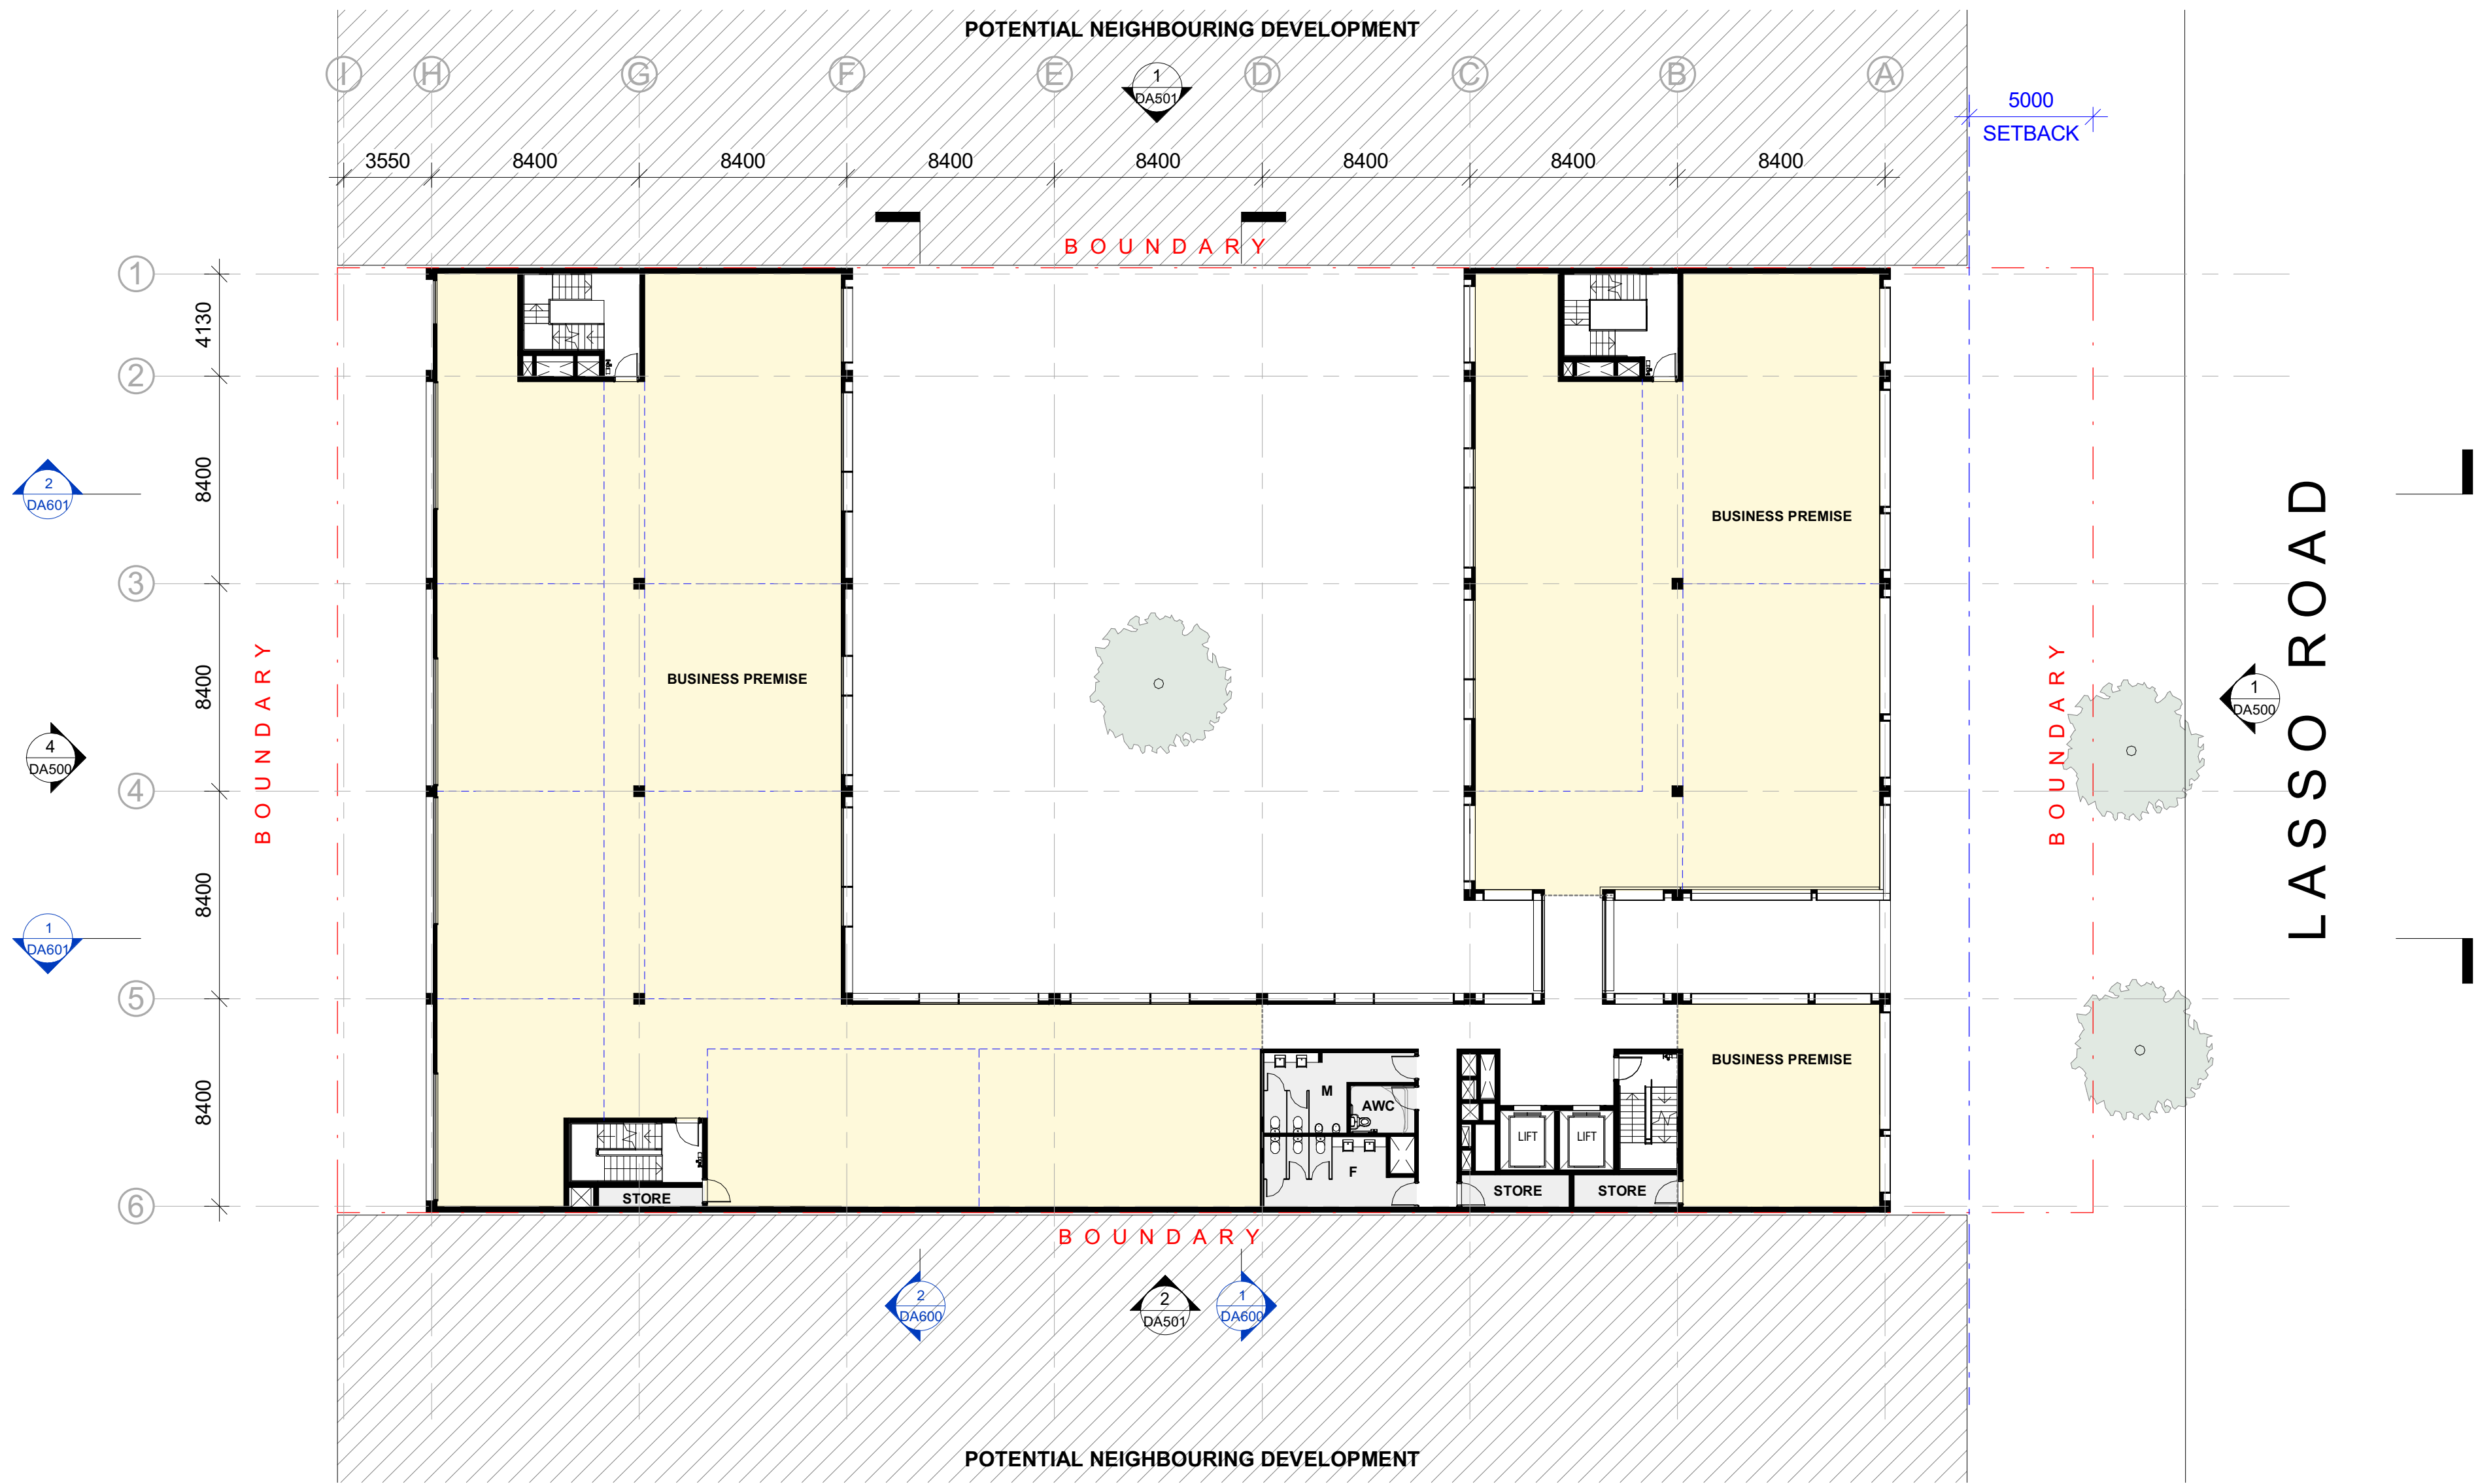 POTENTIAL NEIGHBOURING DEVELOPMENT
I H G F E D C B A
1
DA501
5000
SETBACK
3550 8400 8400 8400 8400 8400 8400 8400
BOUNDARY
1
4130
2
8400
3
8400
4
8400
5
8400
6
2
DA601
4
DA500
1
DA601
BOUNDARY
BUSINESS PREMISE
BUSINESS PREMISE
BUSINESS PREMISE
BOUNDARY
1
DA500
LASSO ROAD
M
AWC
F
LIFT
LIFT
STORE
STORE
STORE
BOUNDARY
2
DA600
2
DA501
1
DA600
POTENTIAL NEIGHBOURING DEVELOPMENT